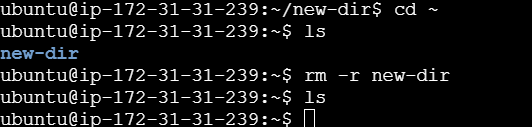 ubuntu@ip-172-31-31-239:~/new-dir$ cd ~
ubuntu@ip-172-31-31-239:~$ ls
new-dir
ubuntu@ip-172-31-31-239:~$ rm -r new-dir
ubuntu@ip-172-31-31-239:~$ ls
ubuntu@ip-172-31-31-239:~$